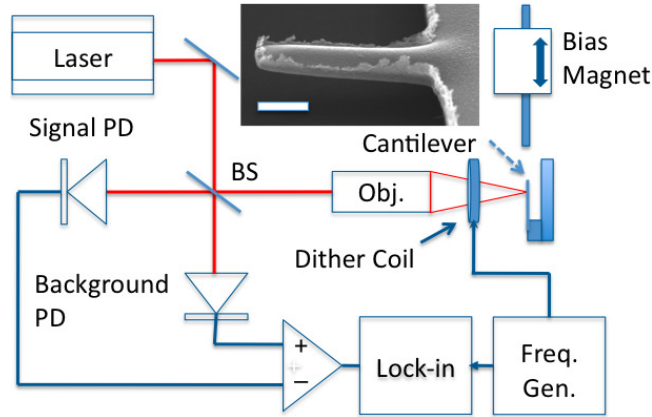 Laser
Bias
Magnet
Signal PD
Cantilever
BS
Obj.
Dither Coil
Background
PD
+
+
−
Lock-in
Freq.
Gen.